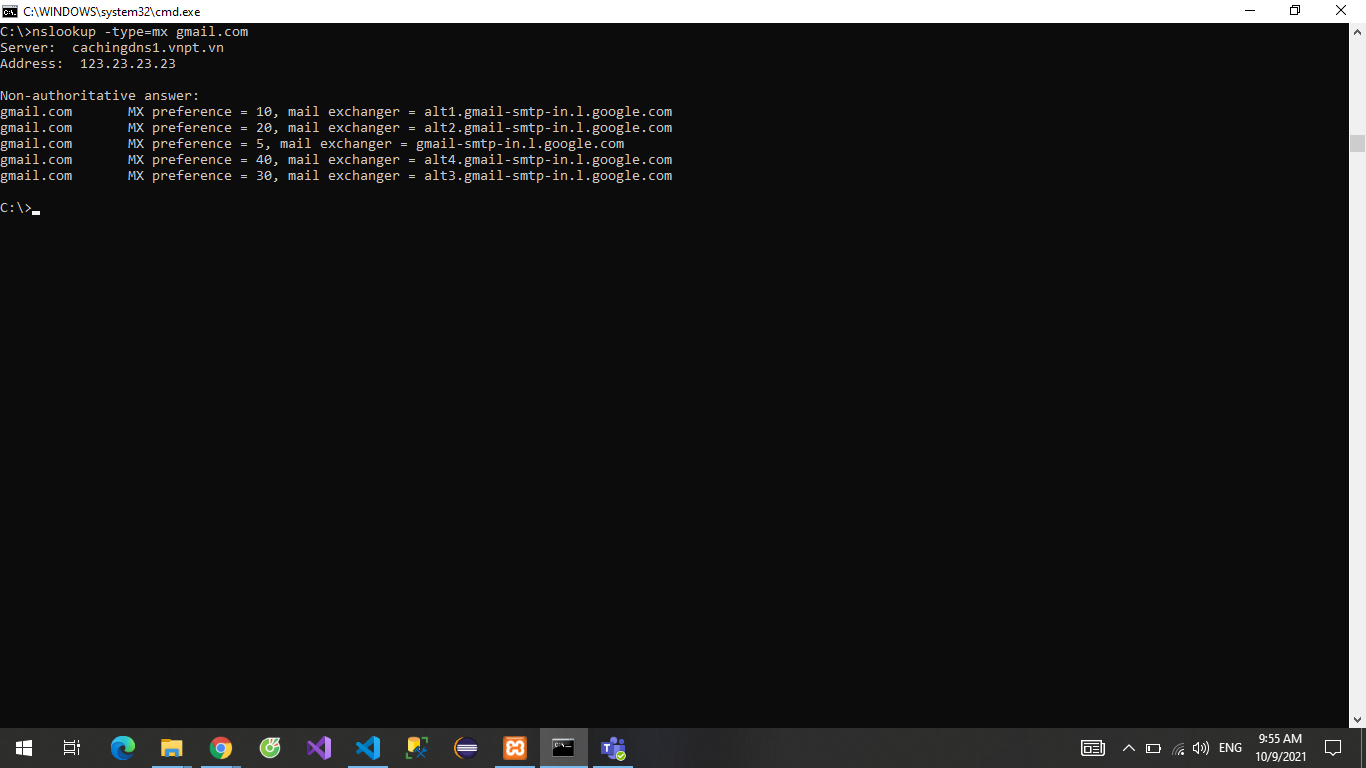 C:\WINDOWS\system32\cmd.exe
C:\>nslookup -type=mx gmail.com
Server:  cachingdns1.vnpt.vn
Address:  123.23.23.23
Non-authoritative answer:
gmail.com       MX preference = 10, mail exchanger = alt1.gmail-smtp-in.l.google.com
gmail.com       MX preference = 20, mail exchanger = alt2.gmail-smtp-in.l.google.com
gmail.com       MX preference = 5, mail exchanger = gmail-smtp-in.l.google.com
gmail.com       MX preference = 40, mail exchanger = alt4.gmail-smtp-in.l.google.com
gmail.com       MX preference = 30, mail exchanger = alt3.gmail-smtp-in.l.google.com
C:\>
ENG
9:55 AM
10/9/2021